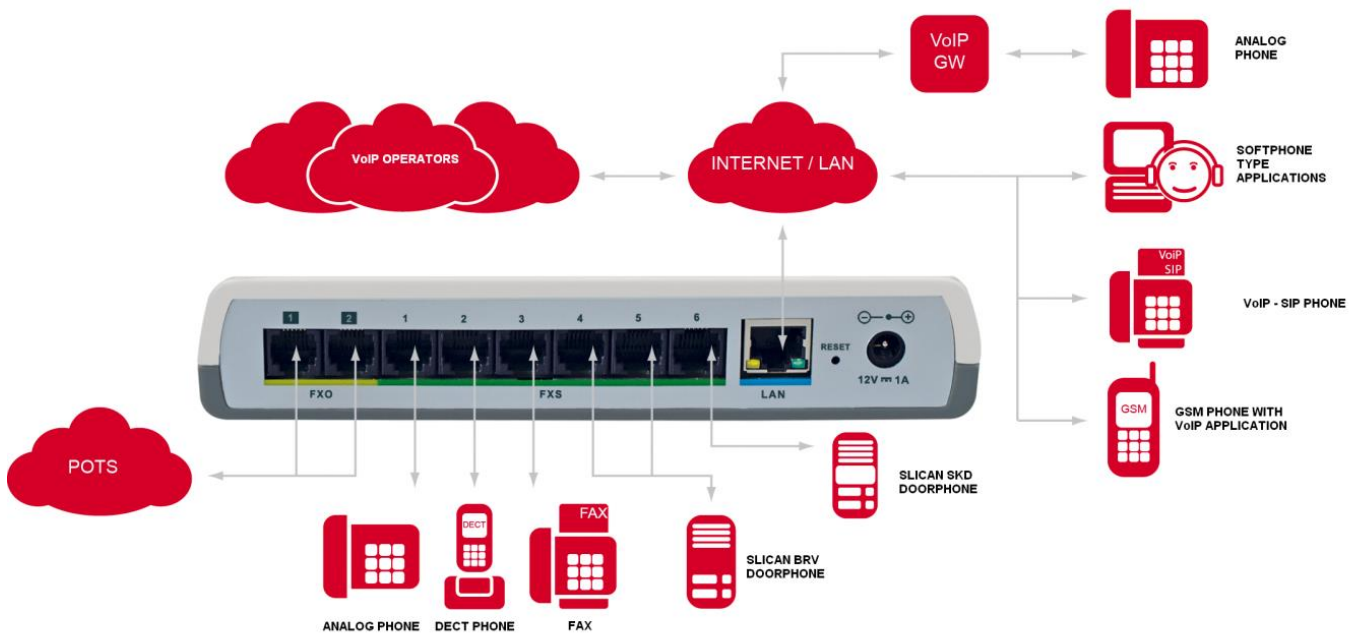 VoIP
GW
ANALOG
PHONE
VoIP OPERATORS
INTERNET / LAN
SOFTPHONE
TYPE
APPLICATIONS
VoiP
SIP
VoIP - SIP PHONE
1 2 1 2 3 4 5 6
RESET
12V 1A
FXO FXS LAN
GSM
GSM PHONE WITH
VoIP APPLICATION
POTS
SLICAN SKD
DOORPHONE
DECT
FAX
SLICAN BRV
DOORPHONE
ANALOG PHONE DECT PHONE FAX